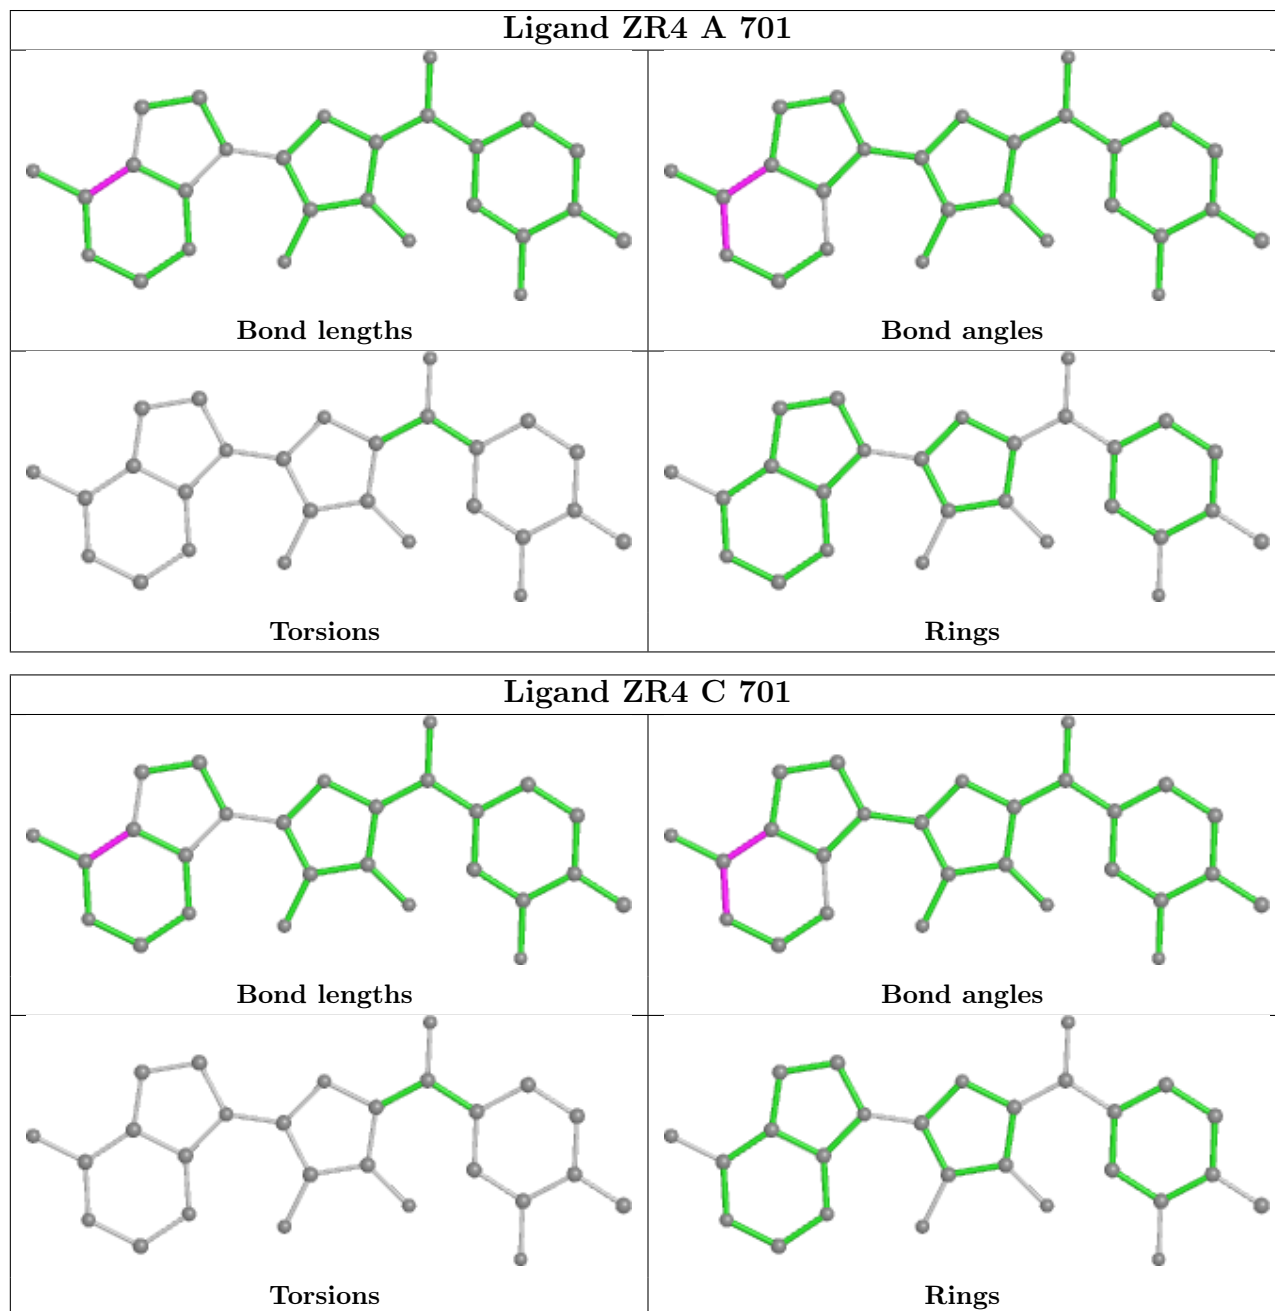 Ligand ZR4 A 701
Bond lengths
Bond angles
Torsions
Rings
Ligand ZR4 C 701
Bond lengths
Bond angles
Torsions
Rings